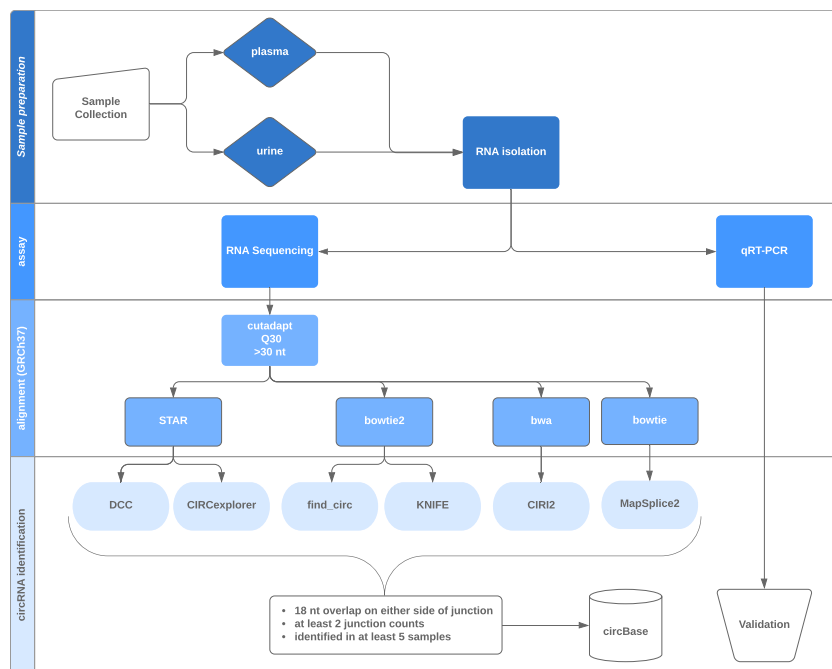 Sample preparation
Sample
Collection
plasma
urine
RNA isolation
assay
RNA Sequencing
qRT-PCR
alignment (GRCh37)
cutadapt
Q30
>30 nt
STAR
bowtie2
bwa
bowtie
circRNA identification
DCC
CIRCexplorer
find_circ
KNIFE
CIRI2
MapSplice2
• 18 nt overlap on either side of junction
• at least 2 junction counts
• identified in at least 5 samples
circBase
Validation